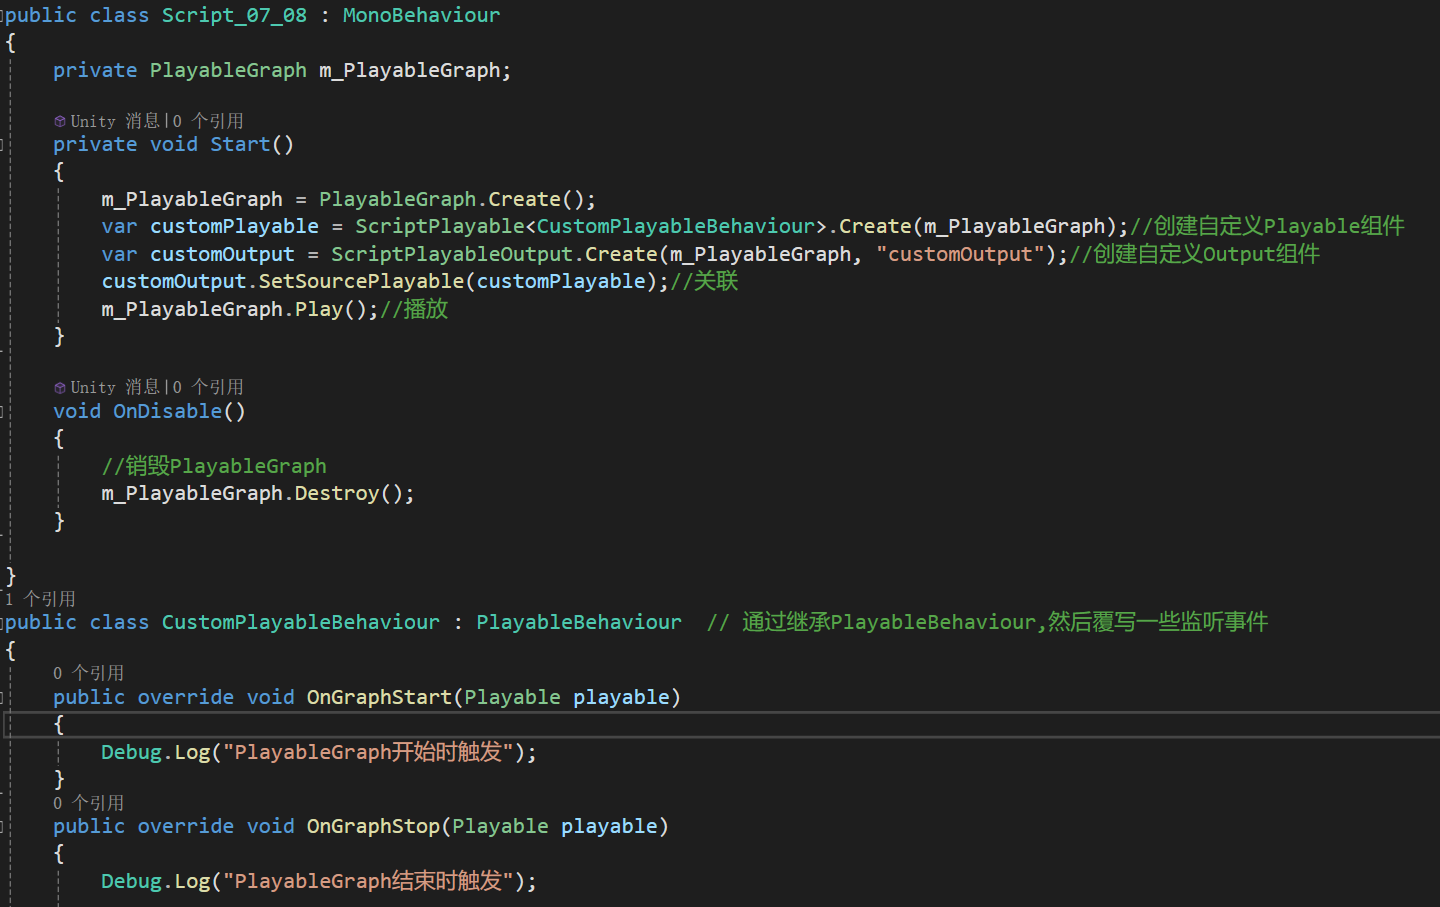 public class Script_07_08 : MonoBehaviour
{
private PlayableGraph m_PlayableGraph;
Unity 消息|0 个引用
private void Start()
{
m_PlayableGraph = PlayableGraph.Create();
var customPlayable = ScriptPlayable<CustomPlayableBehaviour>.Create(m_PlayableGraph);//创建自定义Playable组件
var customOutput = ScriptPlayableOutput.Create(m_PlayableGraph, "customOutput");//创建自定义Output组件
customOutput.SetSourcePlayable(customPlayable);//关联
m_PlayableGraph.Play();//播放
}
Unity 消息|0 个引用
void OnDisable()
{
//销毁PlayableGraph
m_PlayableGraph.Destroy();
}
}
1 个引用
public class CustomPlayableBehaviour : PlayableBehaviour // 通过继承PlayableBehaviour,然后覆写一些监听事件
{
0 个引用
public override void OnGraphStart(Playable playable)
{
Debug.Log("PlayableGraph开始时触发");
}
0 个引用
public override void OnGraphStop(Playable playable)
{
Debug.Log("PlayableGraph结束时触发");